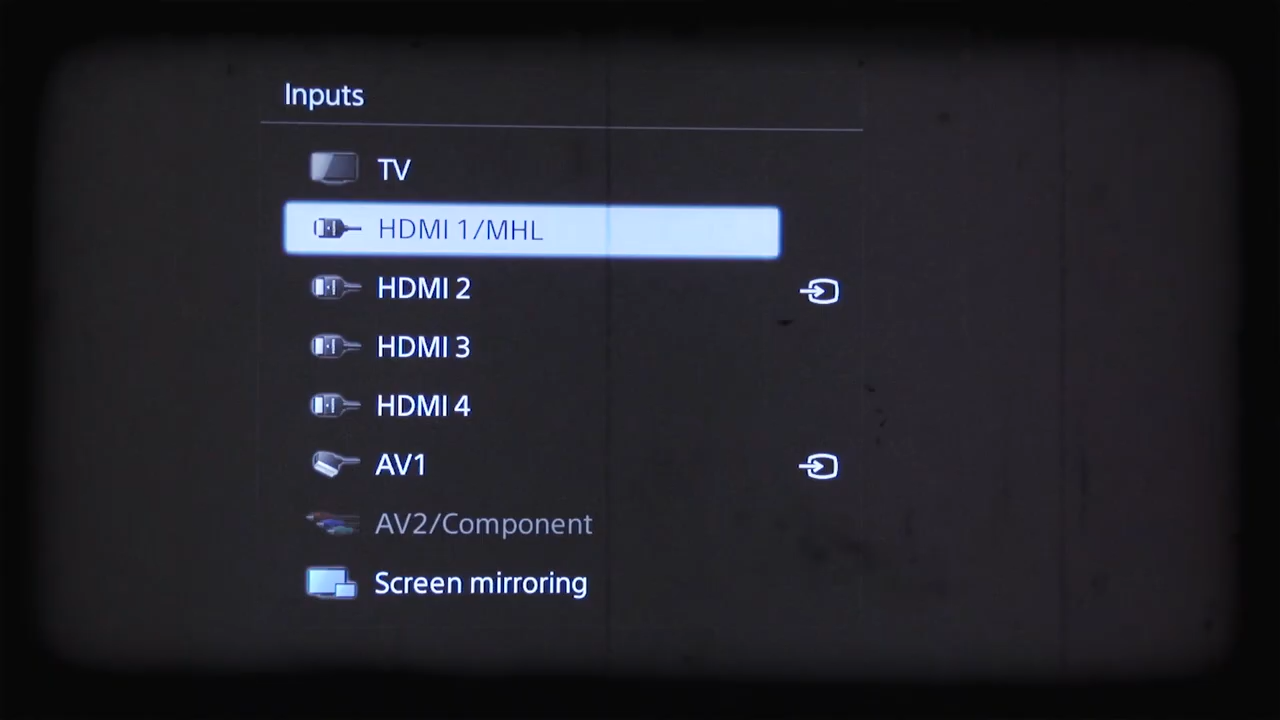 Inputs
TV
HDMI 1/MHL
HDMI 2
HDMI 3
HDMI 4
AV1
AV2/Component
Screen mirroring